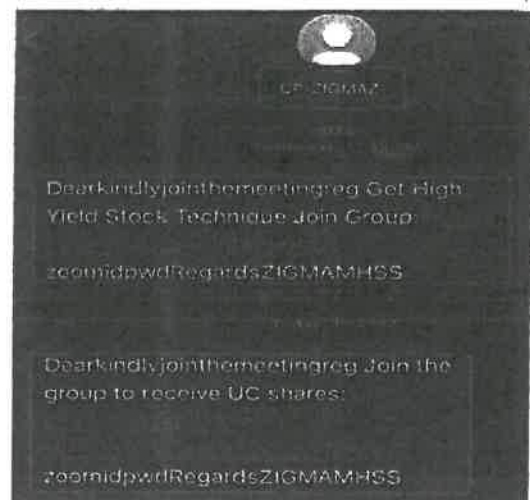 CP-ZIGMAZ
Dearkindlyjointhemeetingreg Get High
Yield Stock Technique Join Group:
zoomidpwdRegardsZIGMAMHSS
Dearkindlyjointhemeetingreg Join the
group to receive UC shares:
zoomidpwdRegardsZIGMAMHSS